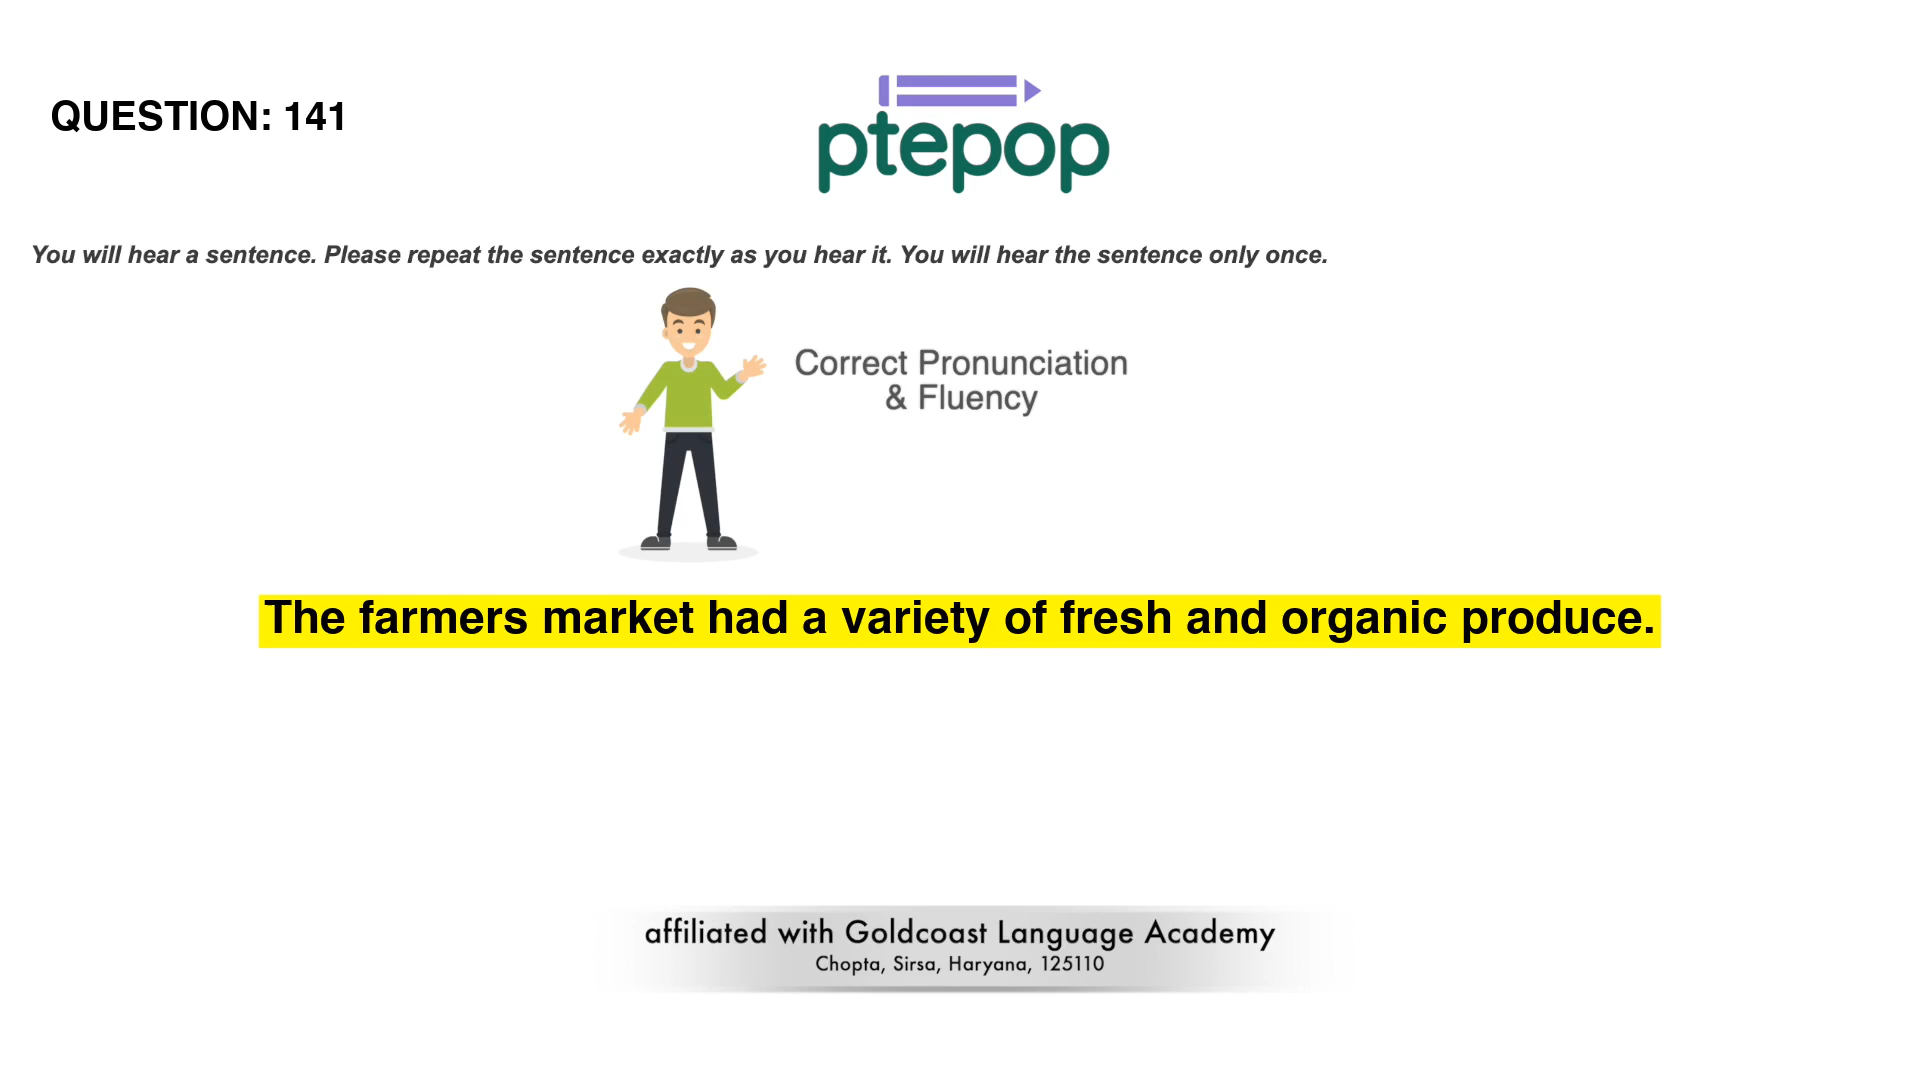 QUESTION: 141
ptepop
You will hear a sentence. Please repeat the sentence exactly as you hear it. You will hear the sentence only once.
Correct Pronunciation
& Fluency
The farmers market had a variety of fresh and organic produce.
affiliated with Goldcoast Language Academy
Chopta, Sirsa, Haryana, 125110